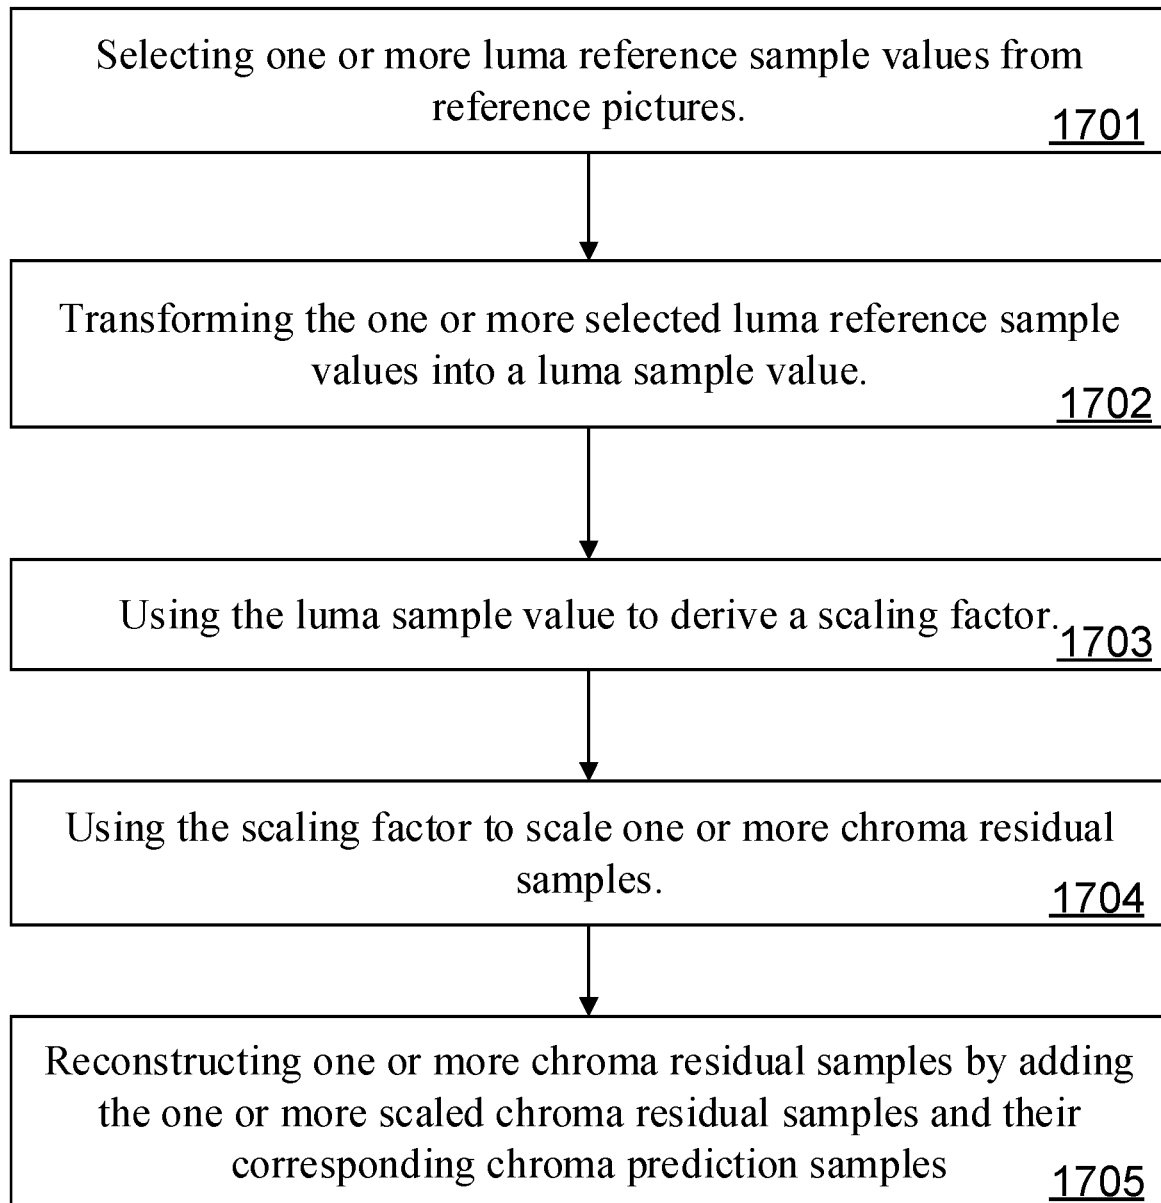 Selecting one or more luma reference sample values from
reference pictures.
1701
Transforming the one or more selected luma reference sample
values into a luma sample value.
1702
Using the luma sample value to derive a scaling factor.
1703
Using the scaling factor to scale one or more chroma residual
samples.
1704
Reconstructing one or more chroma residual samples by adding
the one or more scaled chroma residual samples and their
corresponding chroma prediction samples
1705